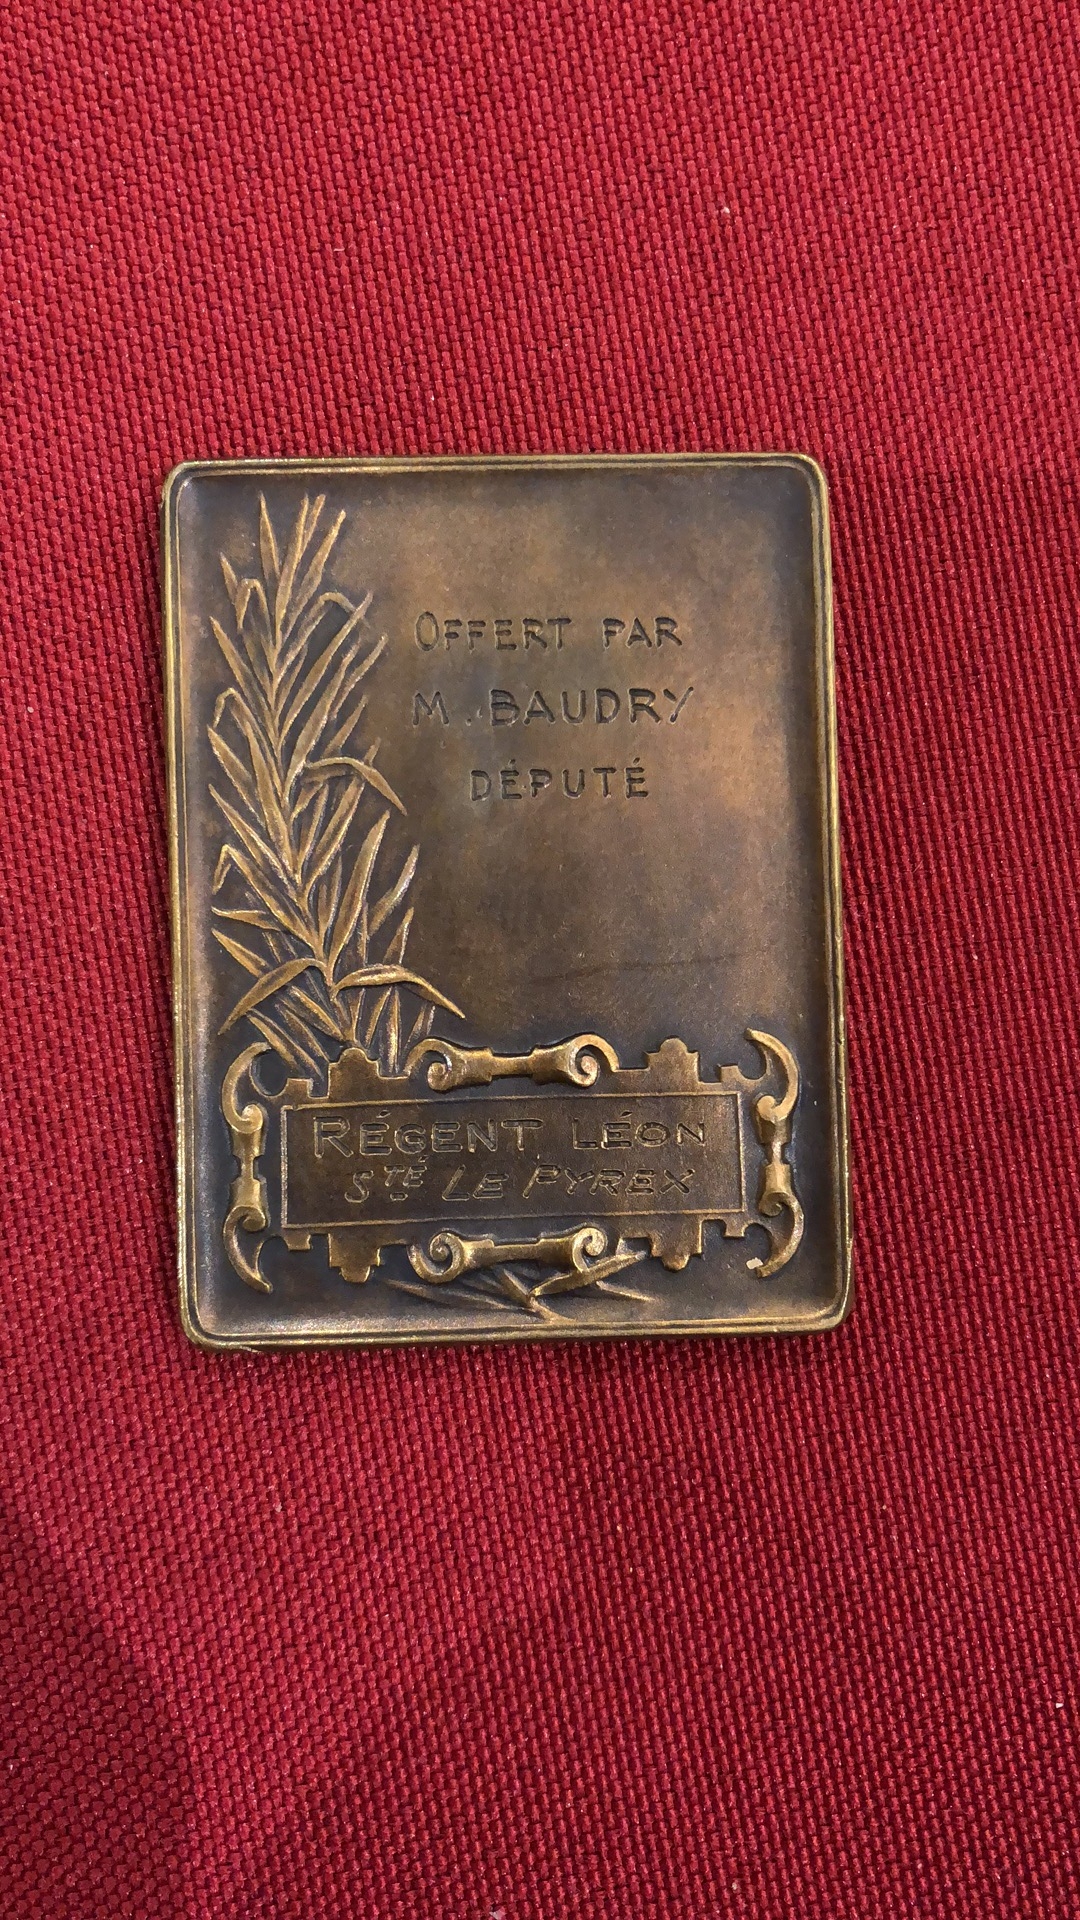 OFFERT PAR
M. BAUDRY
DÉPUTÉ
RÉGENT LÉON
STÉ LE PYREX